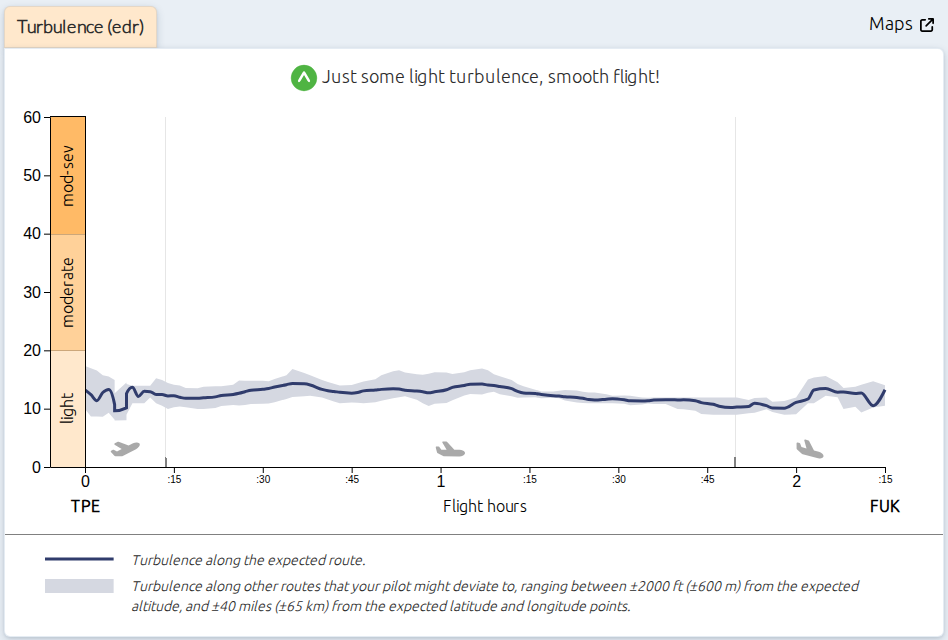 Turbulence (edr)
Maps
Just some light turbulence, smooth flight!
60
50
40
30
20
10
0
mod-sev
moderate
light
0 :15 :30 :45 1 :15 :30 :45 2 :15
TPE Flight hours FUK
Turbulence along the expected route.
Turbulence along other routes that your pilot might deviate to, ranging between ±2000 ft (±600 m) from the expected
altitude, and ±40 miles (±65 km) from the expected latitude and longitude points.